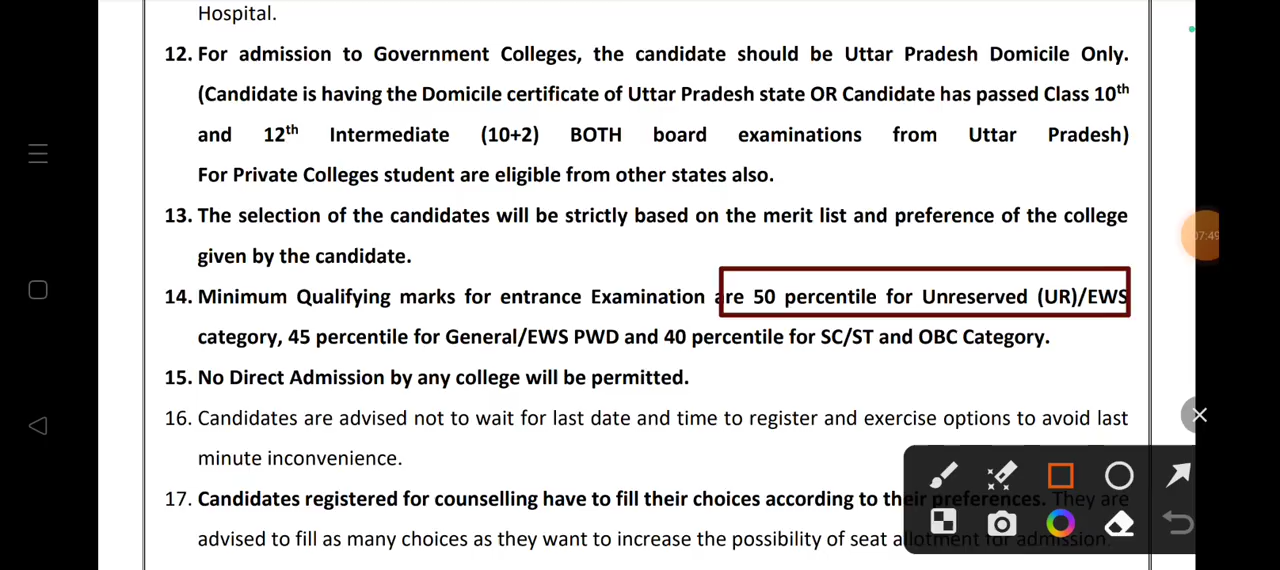 Hospital.
12. For admission to Government Colleges, the candidate should be Uttar Pradesh Domicile Only.
(Candidate is having the Domicile certificate of Uttar Pradesh state OR Candidate has passed Class 10th
and 12th Intermediate (10+2) BOTH board examinations from Uttar Pradesh)
For Private Colleges student are eligible from other states also.
13. The selection of the candidates will be strictly based on the merit list and preference of the college
given by the candidate.
14. Minimum Qualifying marks for entrance Examination are 50 percentile for Unreserved (UR)/EWS
category, 45 percentile for General/EWS PWD and 40 percentile for SC/ST and OBC Category.
15. No Direct Admission by any college will be permitted.
16. Candidates are advised not to wait for last date and time to register and exercise options to avoid last
minute inconvenience.
17. Candidates registered for counselling have to fill their choices according to their preferences. They are
advised to fill as many choices as they want to increase the possibility of seat allotment for admission.
07:49